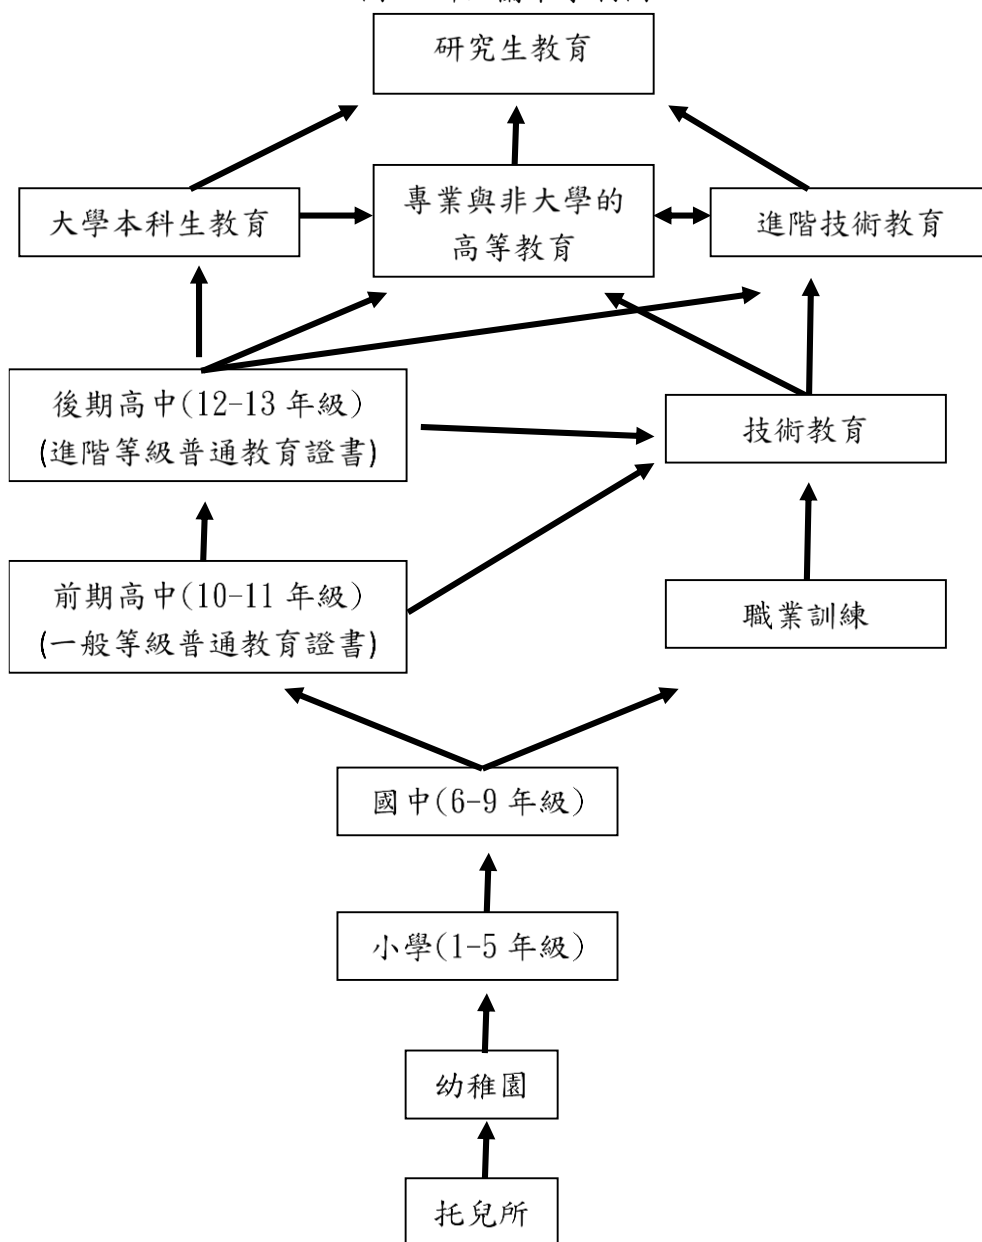 研究生教育
大學本科生教育
專業與非大學的
高等教育
進階技術教育
後期高中(12-13 年級)
(進階等級普通教育證書)
技術教育
前期高中(10-11 年級)
(一般等級普通教育證書)
職業訓練
國中(6-9 年級)
小學(1-5 年級)
幼稚園
托兒所